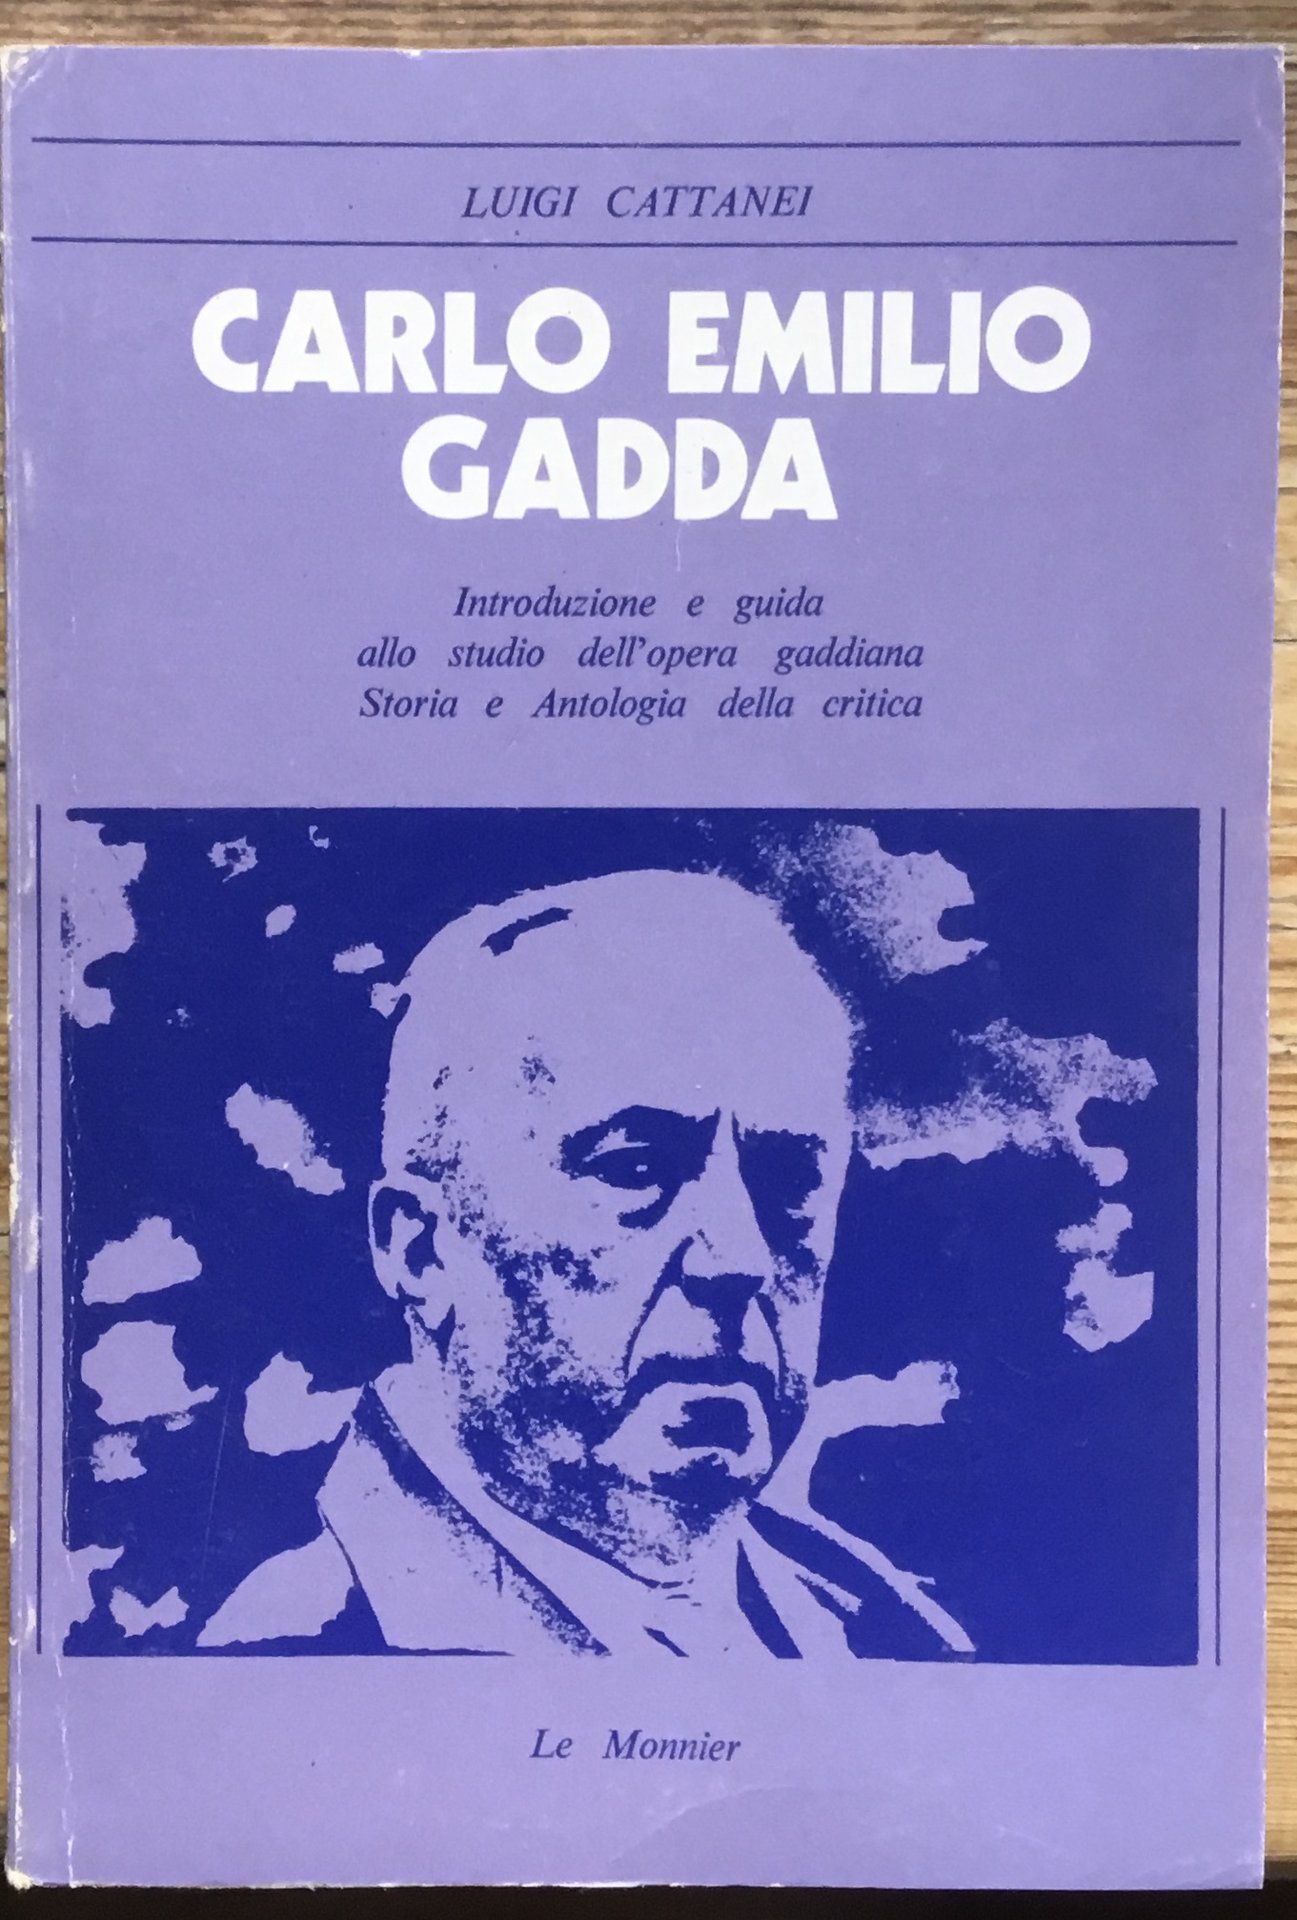 LUIGI CATTANEI
CARLO EMILIO
GADDA
Introduzione e guida
allo studio dell'opera gaddiana
Storia e Antologia della critica
Le Monnier